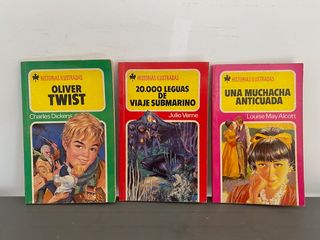 HISTORIAS ILUSTRADAS
OLIVER
TWIST
Charles Dickens
HISTORIAS ILUSTRADAS
20.000 LEGUAS
DE
VIAJE SUBMARINO
Julio Verne
HISTORIAS ILUSTRADAS
UNA MUCHACHA
ANTICUADA
Louise May Alcott